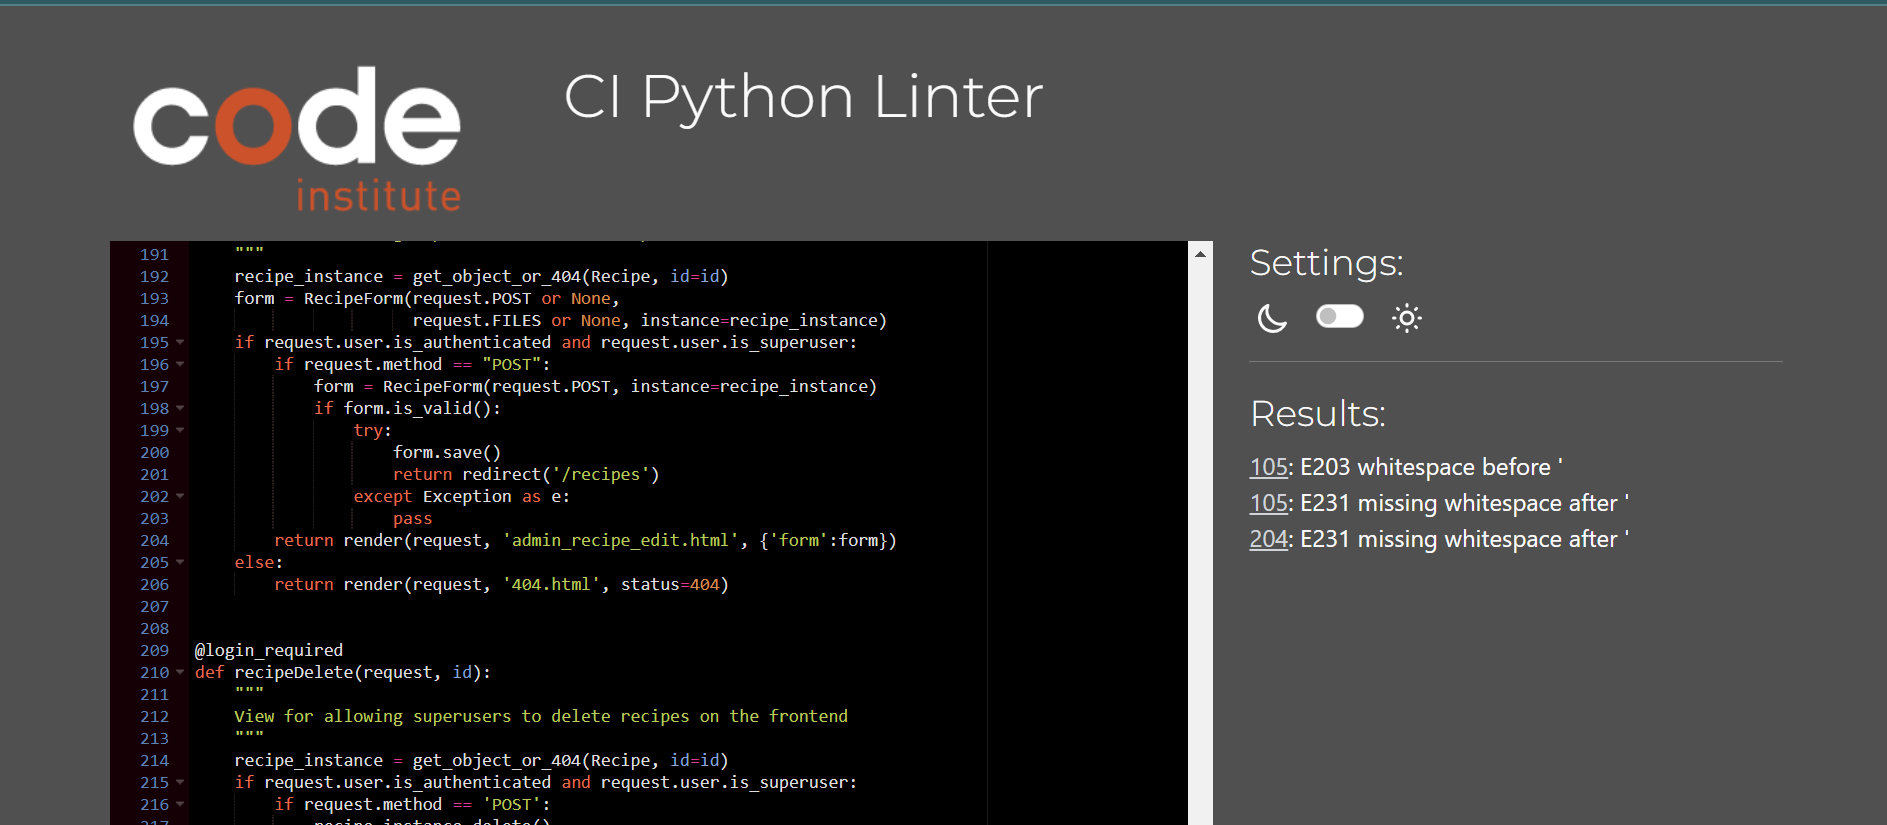 code
institute
CI Python Linter
191 """
192 recipe_instance = get_object_or_404(Recipe, id=id)
193 form = RecipeForm(request.POST or None,
194 request.FILES or None, instance=recipe_instance)
195 if request.user.is_authenticated and request.user.is_superuser:
196 if request.method == "POST":
197 form = RecipeForm(request.POST, instance=recipe_instance)
198 if form.is_valid():
199 try:
200 form.save()
201 return redirect('/recipes')
202 except Exception as e:
203 pass
204 return render(request, 'admin_recipe_edit.html', {'form':form})
205 else:
206 return render(request, '404.html', status=404)
207
208
209 @login_required
210 def recipeDelete(request, id):
211 """
212 View for allowing superusers to delete recipes on the frontend
213 """
214 recipe_instance = get_object_or_404(Recipe, id=id)
215 if request.user.is_authenticated and request.user.is_superuser:
216 if request.method == 'POST':
217 recipe_instance.delete()
Settings:
Results:
105: E203 whitespace before '
105: E231 missing whitespace after '
204: E231 missing whitespace after '